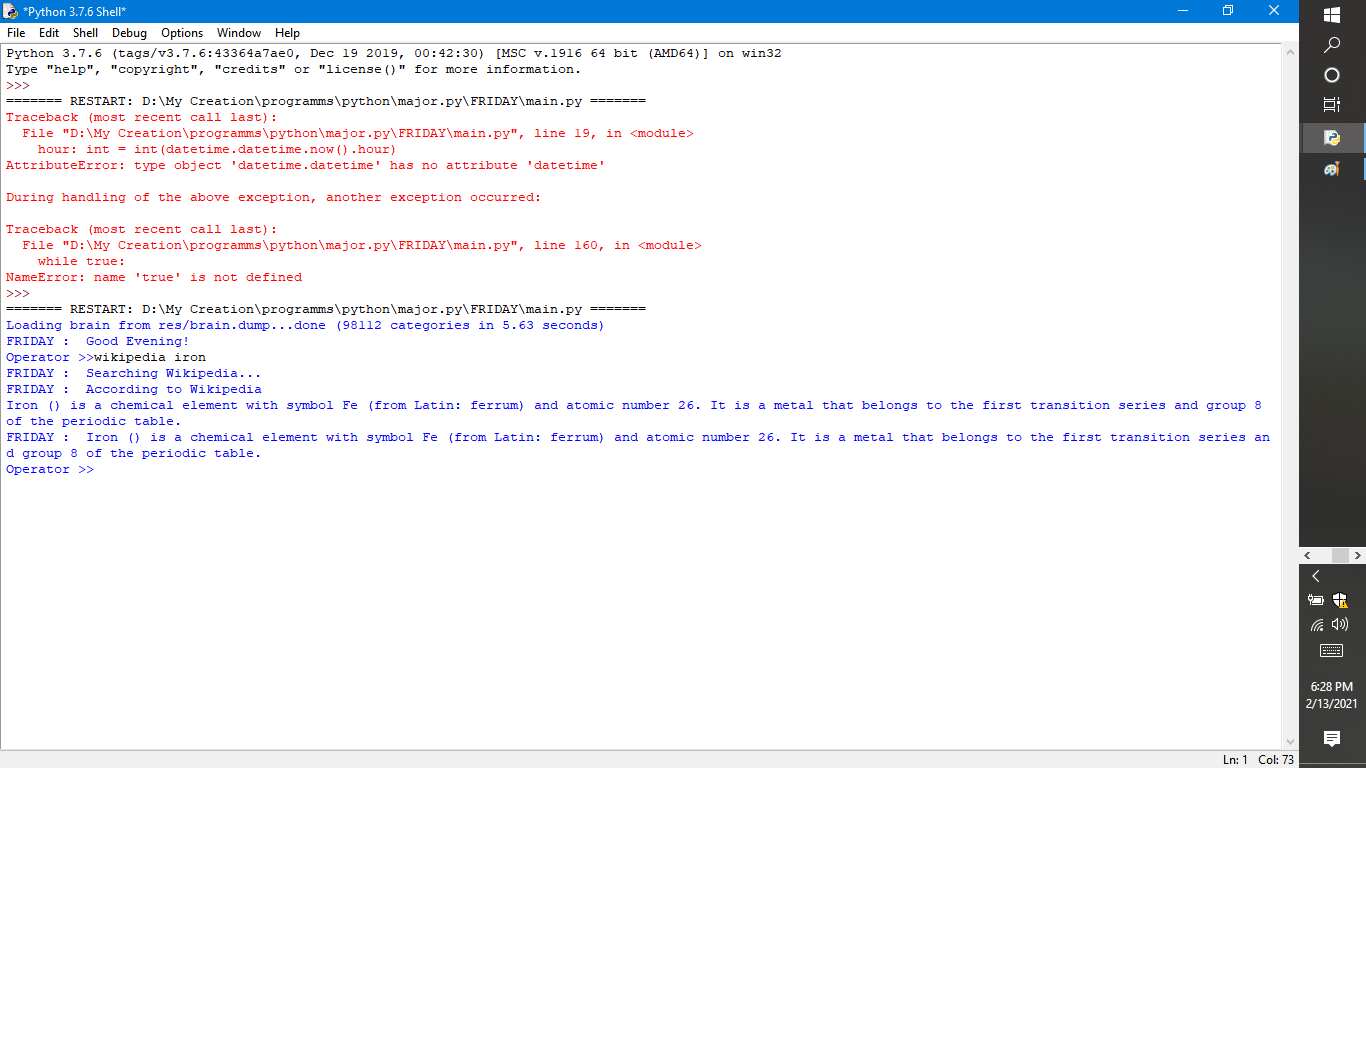 *Python 3.7.6 Shell*
File Edit Shell Debug Options Window Help
Python 3.7.6 (tags/v3.7.6:43364a7ae0, Dec 19 2019, 00:42:30) [MSC v.1916 64 bit (AMD64)] on win32
Type "help", "copyright", "credits" or "license()" for more information.
>>>
======= RESTART: D:\My Creation\programms\python\major.py\FRIDAY\main.py =======
Traceback (most recent call last):
  File "D:\My Creation\programms\python\major.py\FRIDAY\main.py", line 19, in <module>
    hour: int = int(datetime.datetime.now().hour)
AttributeError: type object 'datetime.datetime' has no attribute 'datetime'

During handling of the above exception, another exception occurred:

Traceback (most recent call last):
  File "D:\My Creation\programms\python\major.py\FRIDAY\main.py", line 160, in <module>
    while true:
NameError: name 'true' is not defined
>>>
======= RESTART: D:\My Creation\programms\python\major.py\FRIDAY\main.py =======
Loading brain from res/brain.dump...done (98112 categories in 5.63 seconds)
FRIDAY :  Good Evening!
Operator >>wikipedia iron
FRIDAY :  Searching Wikipedia...
FRIDAY :  According to Wikipedia
Iron () is a chemical element with symbol Fe (from Latin: ferrum) and atomic number 26. It is a metal that belongs to the first transition series and group 8
of the periodic table.
FRIDAY :  Iron () is a chemical element with symbol Fe (from Latin: ferrum) and atomic number 26. It is a metal that belongs to the first transition series an
d group 8 of the periodic table.
Operator >>
6:28 PM
2/13/2021
Ln: 1 Col: 73